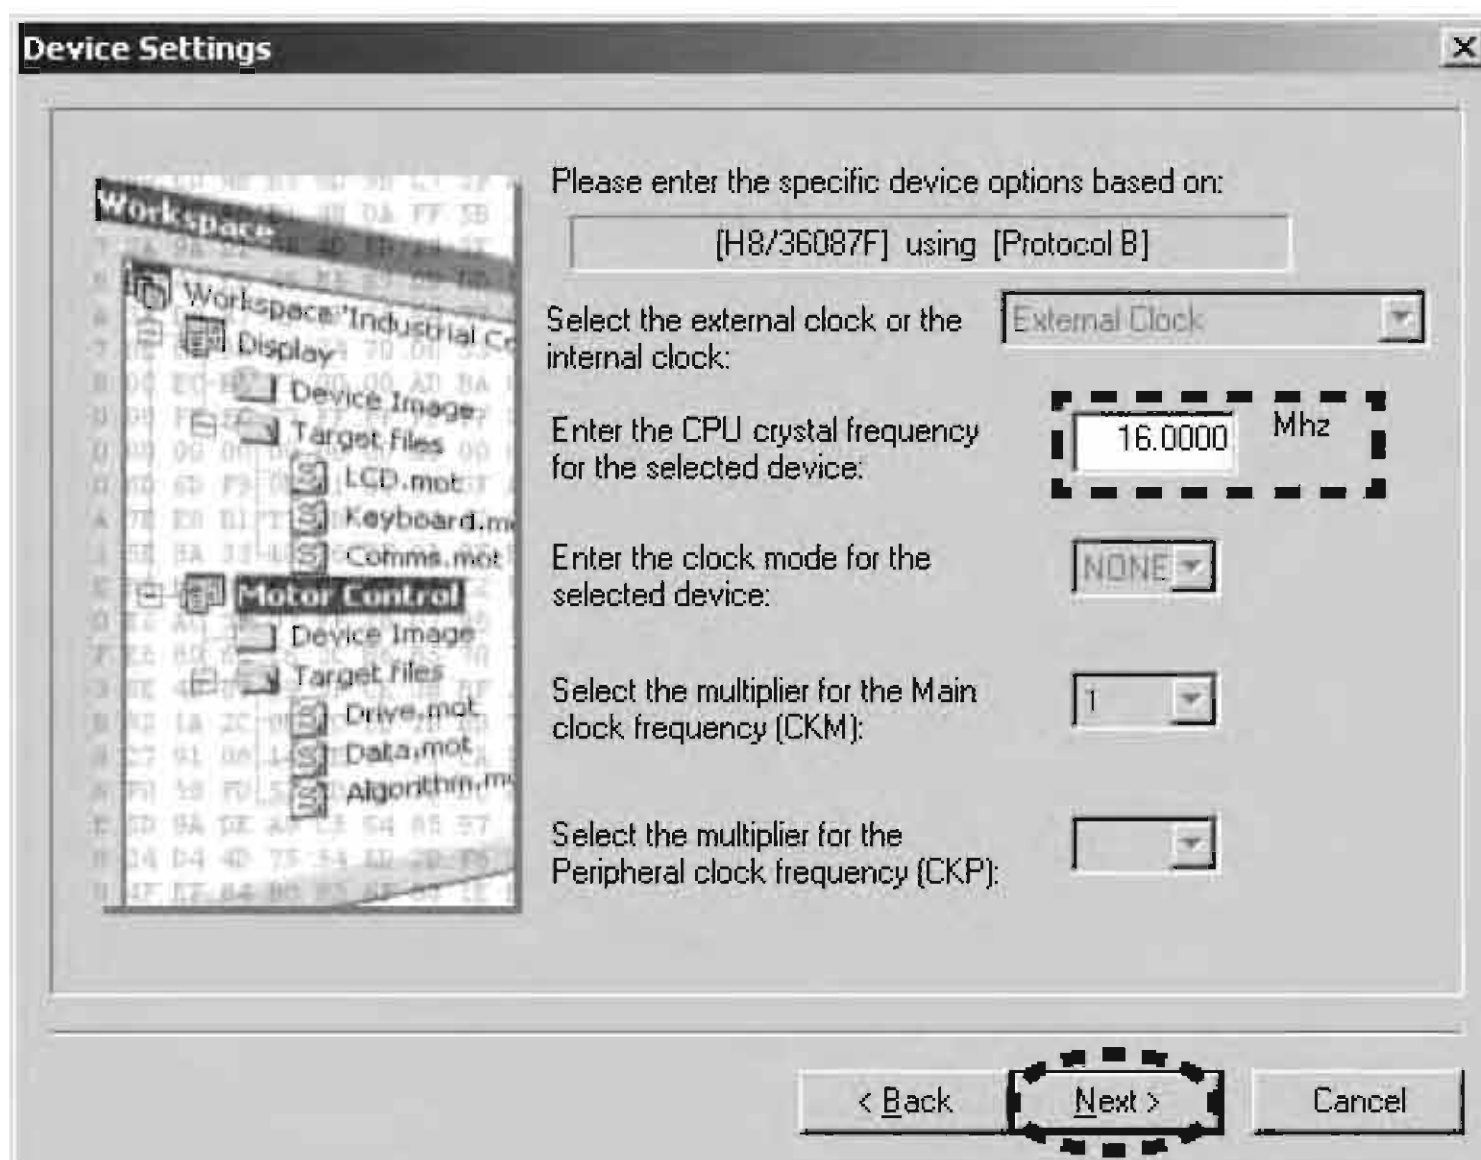 Device Settings
Please enter the specific device options based on:
[H8/36087F] using [Protocol B]
Select the external clock or the
internal clock:
External Clock
Enter the CPU crystal frequency
for the selected device:
16.0000
Mhz
Enter the clock mode for the
selected device:
NONE
Select the multiplier for the Main
clock frequency (CKM):
1
Select the multiplier for the
Peripheral clock frequency (CKP):
Workspace
Workspace 'Industrial Co
Display
Device Image
Target files
LCD.mot
Keyboard.mo
Comms.mot
Motor Control
Device Image
Target files
Drive.mot
Data.mot
Algorithm.mo
< Back
Next >
Cancel